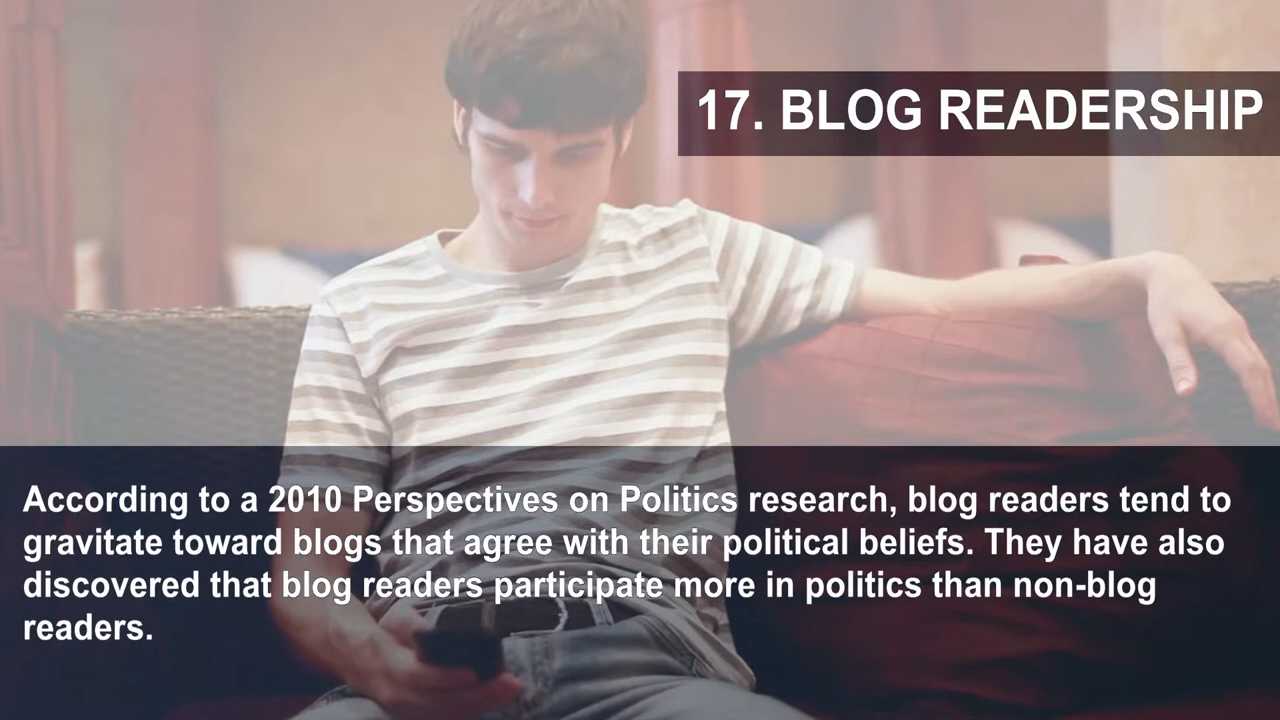 17. BLOG READERSHIP
According to a 2010 Perspectives on Politics research, blog readers tend to
gravitate toward blogs that agree with their political beliefs. They have also
discovered that blog readers participate more in politics than non-blog
readers.